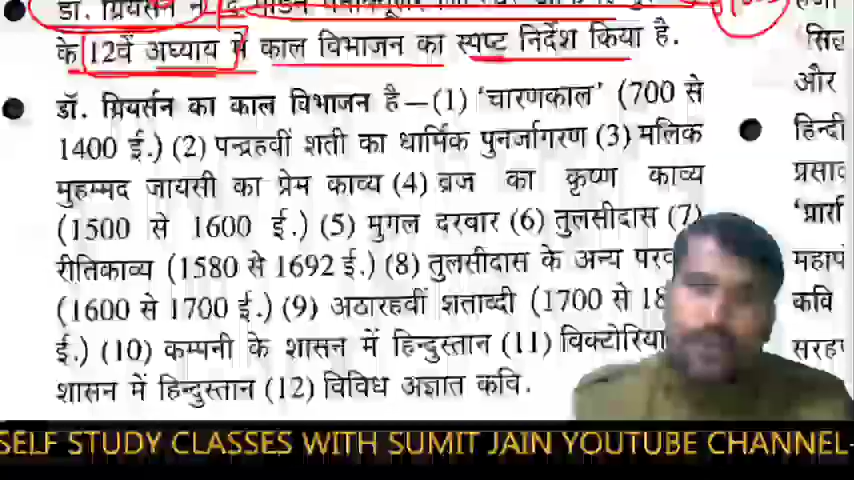 डा. ग्रियर्सन ने
के 12वें अध्याय में काल विभाजन का स्पष्ट निर्देश किया है.
डॉ. ग्रियर्सन का काल विभाजन है—(1) 'चारणकाल' (700 से
1400 ई.) (2) पन्द्रहवीं शती का धार्मिक पुनर्जागरण (3) मलिक
मुहम्मद जायसी का प्रेम काव्य (4) ब्रज का कृष्ण काव्य
(1500 से 1600 ई.) (5) मुगल दरबार (6) तुलसीदास (7)
रीतिकाव्य (1580 से 1692 ई.) (8) तुलसीदास के अन्य
(1600 से 1700 ई.) (9) अठारहवीं शताब्दी (1700 से
ई.) (10) कम्पनी के शासन में हिन्दुस्तान (11) विक्टोरिया
शासन में हिन्दुस्तान (12) विविध अज्ञात कवि.
और
हिन्दी
कवि
SELF STUDY CLASSES WITH SUMIT JAIN YOUTUBE CHANNEL-